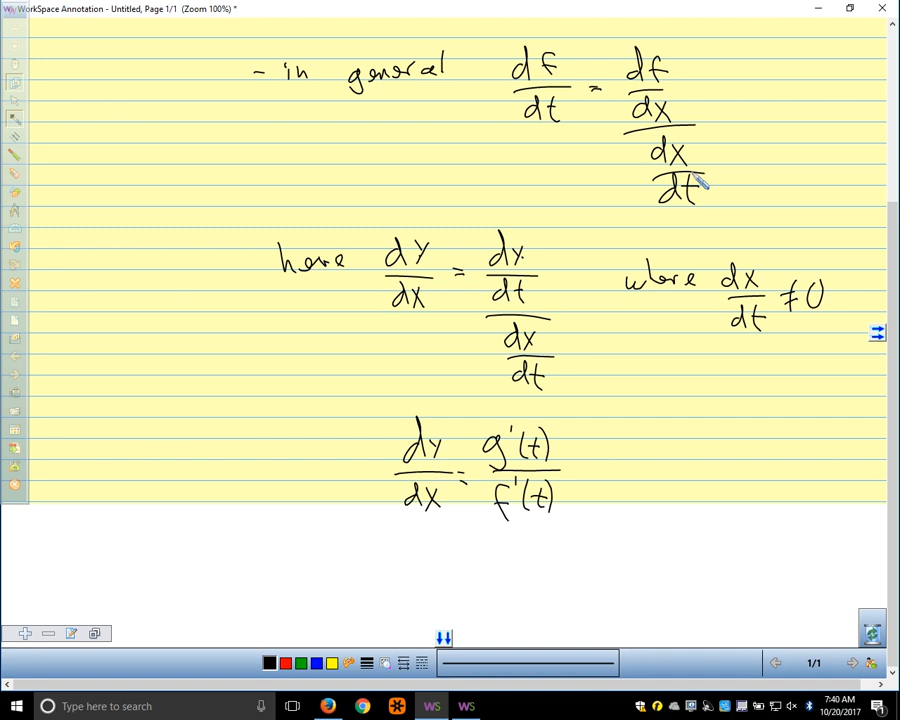 WorkSpace Annotation - Untitled, Page 1/1 (Zoom 100%) *
- in general df/dt = (df/dx)/(dx/dt)
here dy/dx = (dy/dt)/(dx/dt) where dx/dt ≠ 0
dy/dx = g'(t)/f'(t)
1/1
Type here to search
7:40 AM
10/20/2017